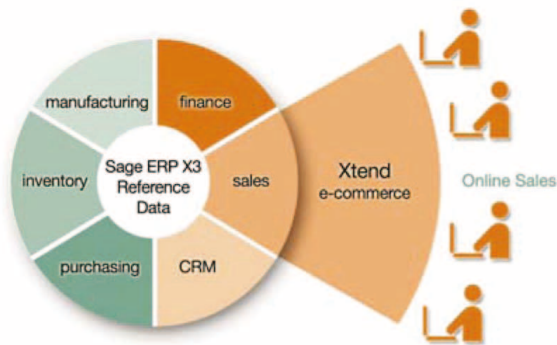 manufacturing
finance
inventory
Sage ERP X3
Reference
Data
sales
purchasing
CRM
Xtend
e-commerce
Online Sales